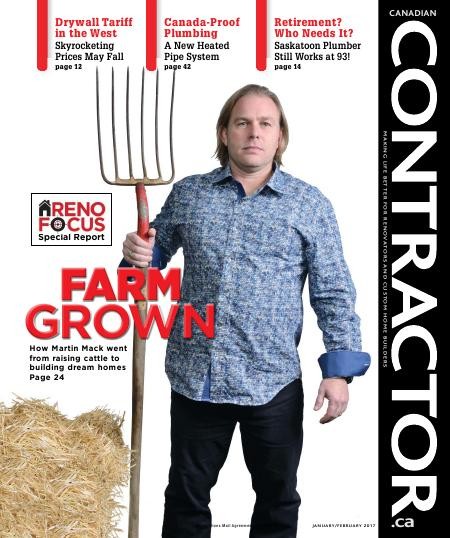 Drywall Tariff
in the West
Skyrocketing
Prices May Fall
page 12
Canada-Proof
Plumbing
A New Heated
Pipe System
page 42
Retirement?
Who Needs It?
Saskatoon Plumber
Still Works at 93!
page 14
CANADIAN
CONTRACTOR
.ca
MAKING LIFE BETTER FOR RENOVATORS AND CUSTOM HOME BUILDERS
RENO
FOCUS
Special Report
FARM
GROWN
How Martin Mack went
from raising cattle to
building dream homes
Page 24
JANUARY/FEBRUARY 2017